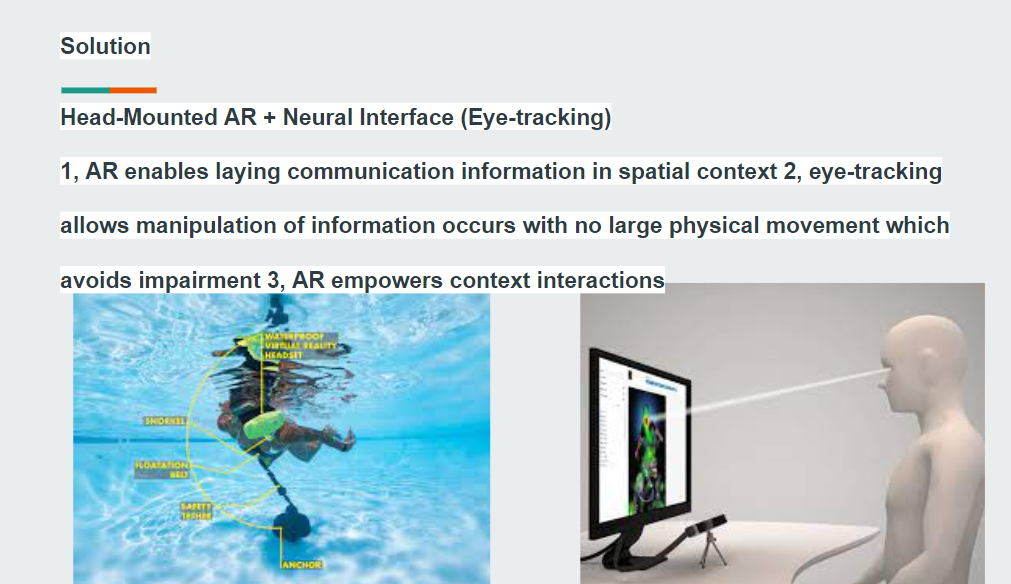 Solution
Head-Mounted AR + Neural Interface (Eye-tracking)
1, AR enables laying communication information in spatial context 2, eye-tracking
allows manipulation of information occurs with no large physical movement which
avoids impairment 3, AR empowers context interactions
WATERPROOF
VIRTUAL REALITY
HEADSET
SNORKEL
FLOATATION
BELT
SAFETY
TETHER
ANCHOR